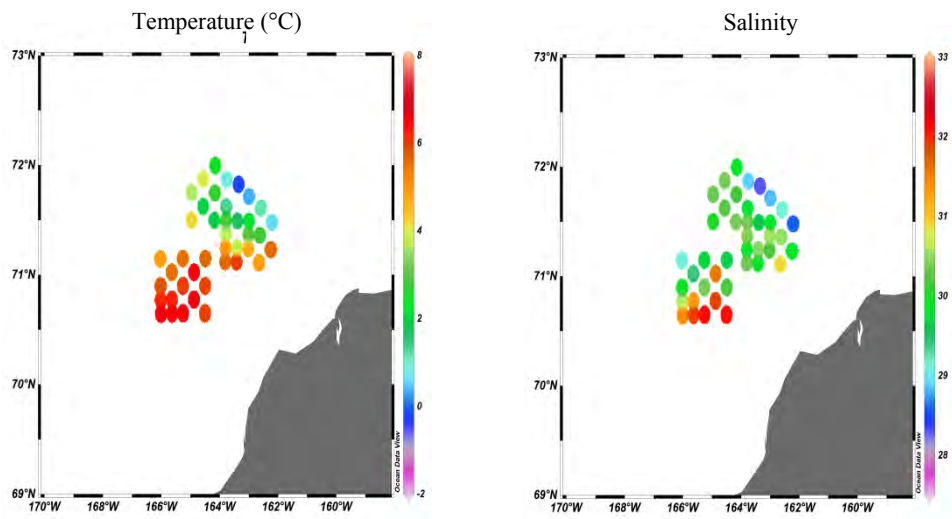 Temperature (°C)
73°N
72°N
71°N
70°N
69°N
170°W 168°W 166°W 164°W 162°W 160°W
8
6
4
2
0
-2
Ocean Data View
Salinity
73°N
72°N
71°N
70°N
69°N
170°W 168°W 166°W 164°W 162°W 160°W
33
32
31
30
29
28
Ocean Data View